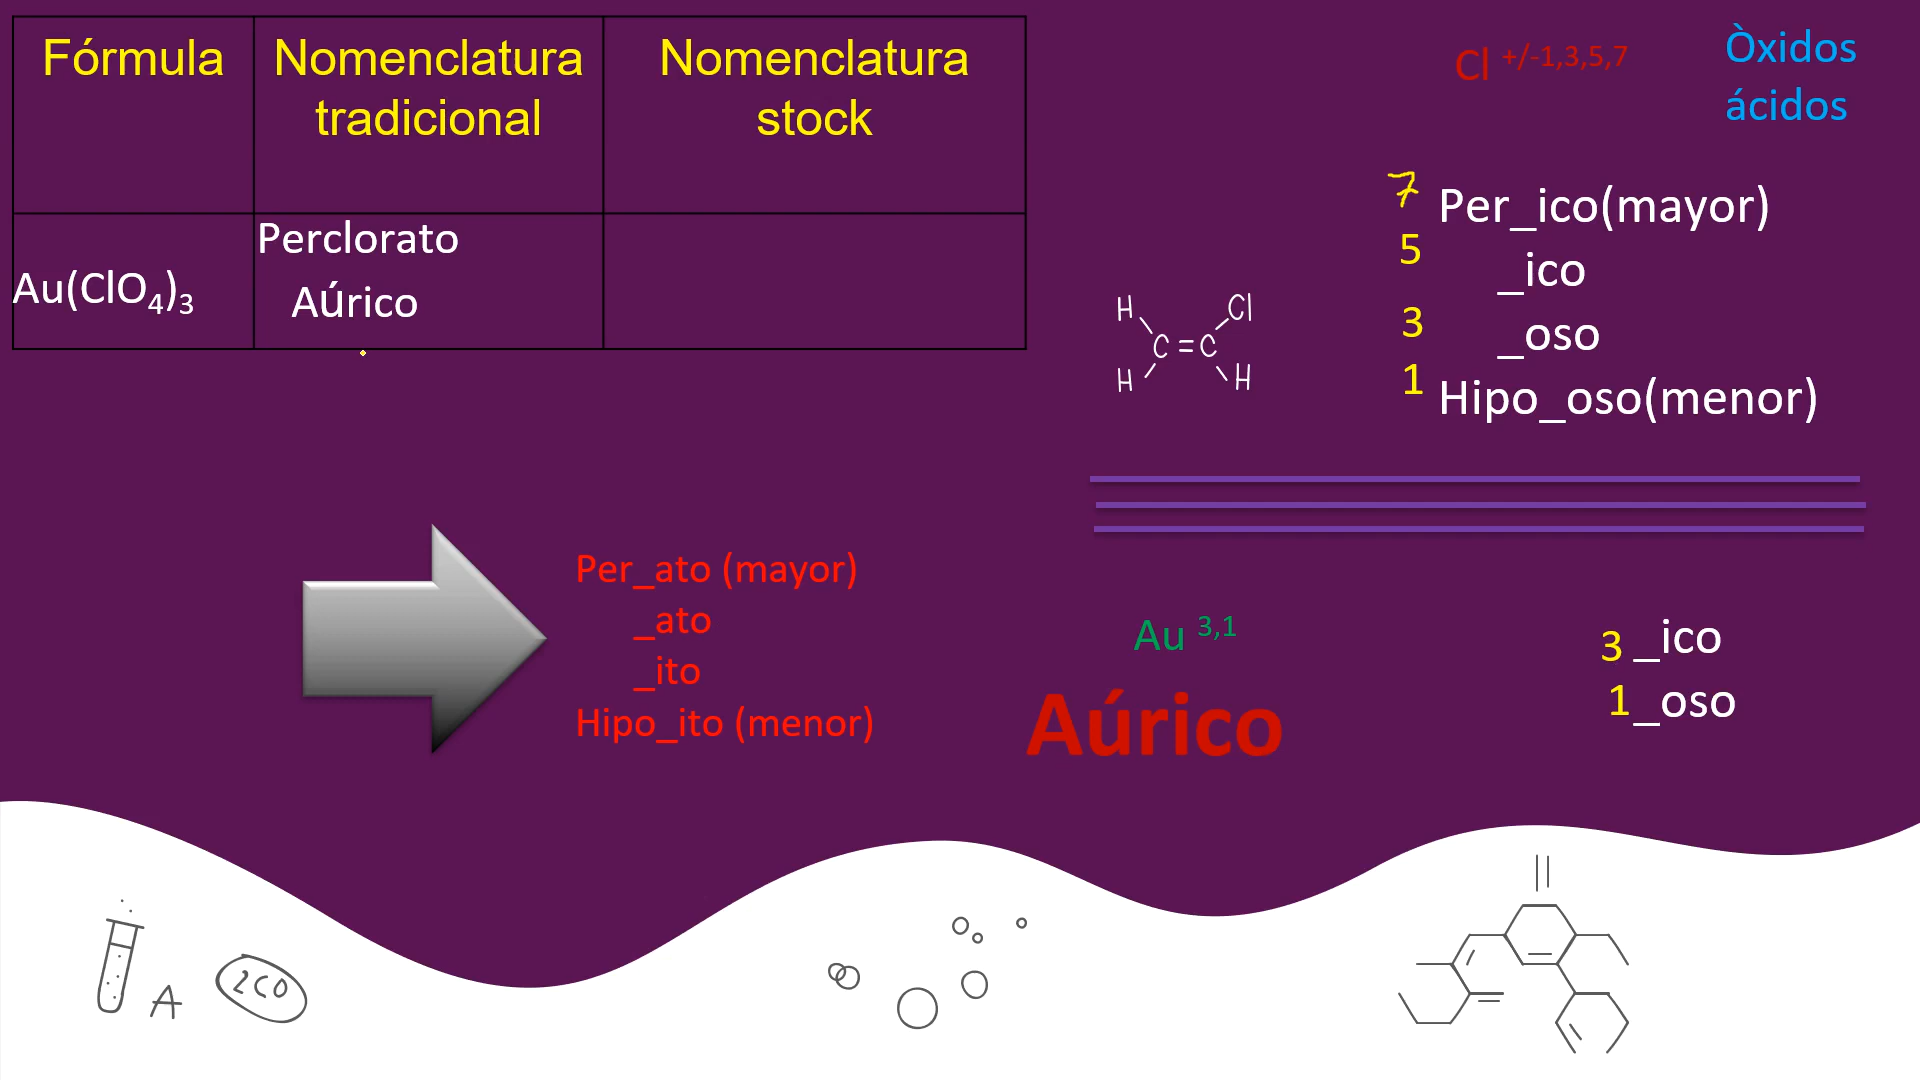 Fórmula
Nomenclatura
tradicional
Nomenclatura
stock
Au(ClO₄)₃
Perclorato
Aúrico
Cl ⁺/⁻¹,³,⁵,⁷
Òxidos
ácidos
7 Per_ico(mayor)
5 _ico
3 _oso
1 Hipo_oso(menor)
H Cl
C=C
H H
Per_ato (mayor)
_ato
_ito
Hipo_ito (menor)
Au ³,¹
Aúrico
3 _ico
1 _oso
A
2CO